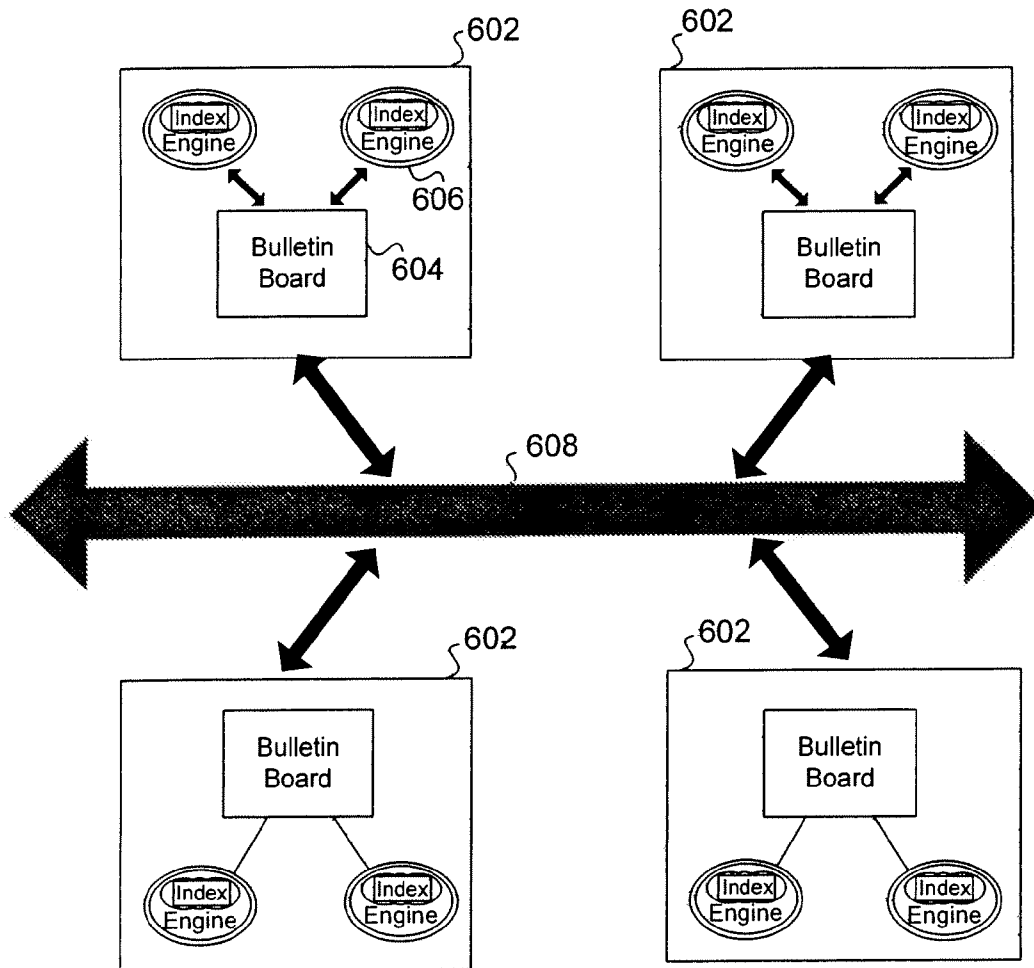 602
602
Index
Engine
Index
Engine
606
Bulletin
Board
604
Index
Engine
Index
Engine
Bulletin
Board
608
602
602
Bulletin
Board
Index
Engine
Index
Engine
Bulletin
Board
Index
Engine
Index
Engine